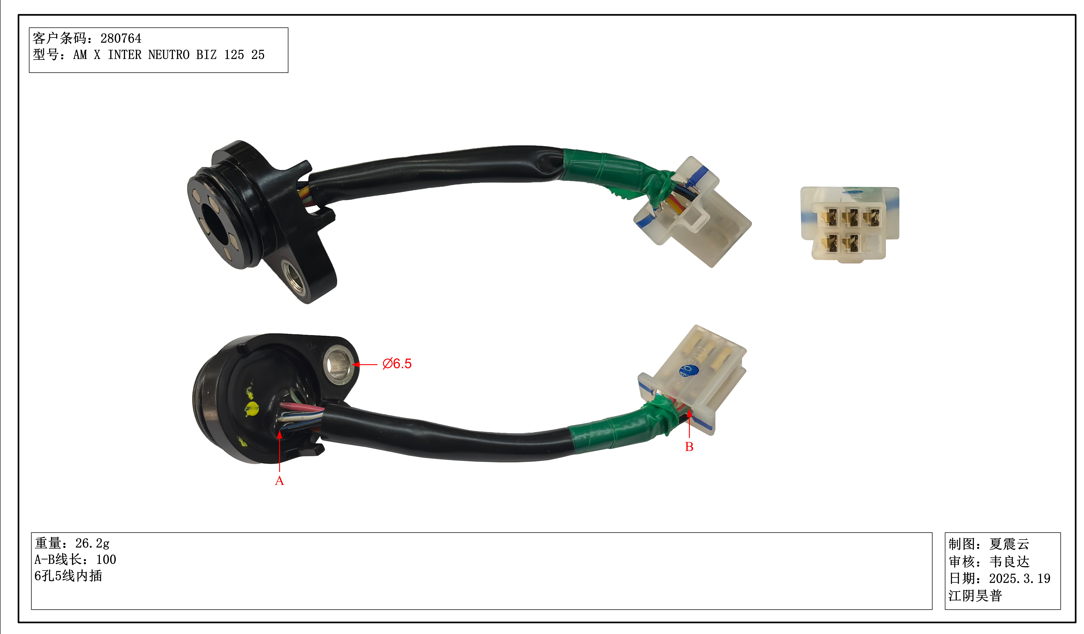 客户条码：280764
型号：AM X INTER NEUTRO BIZ 125 25
Ø6.5
A
B
重量：26.2g
A-B线长：100
6孔5线内插
制图：夏震云
审核：韦良达
日期：2025.3.19
江阴昊普